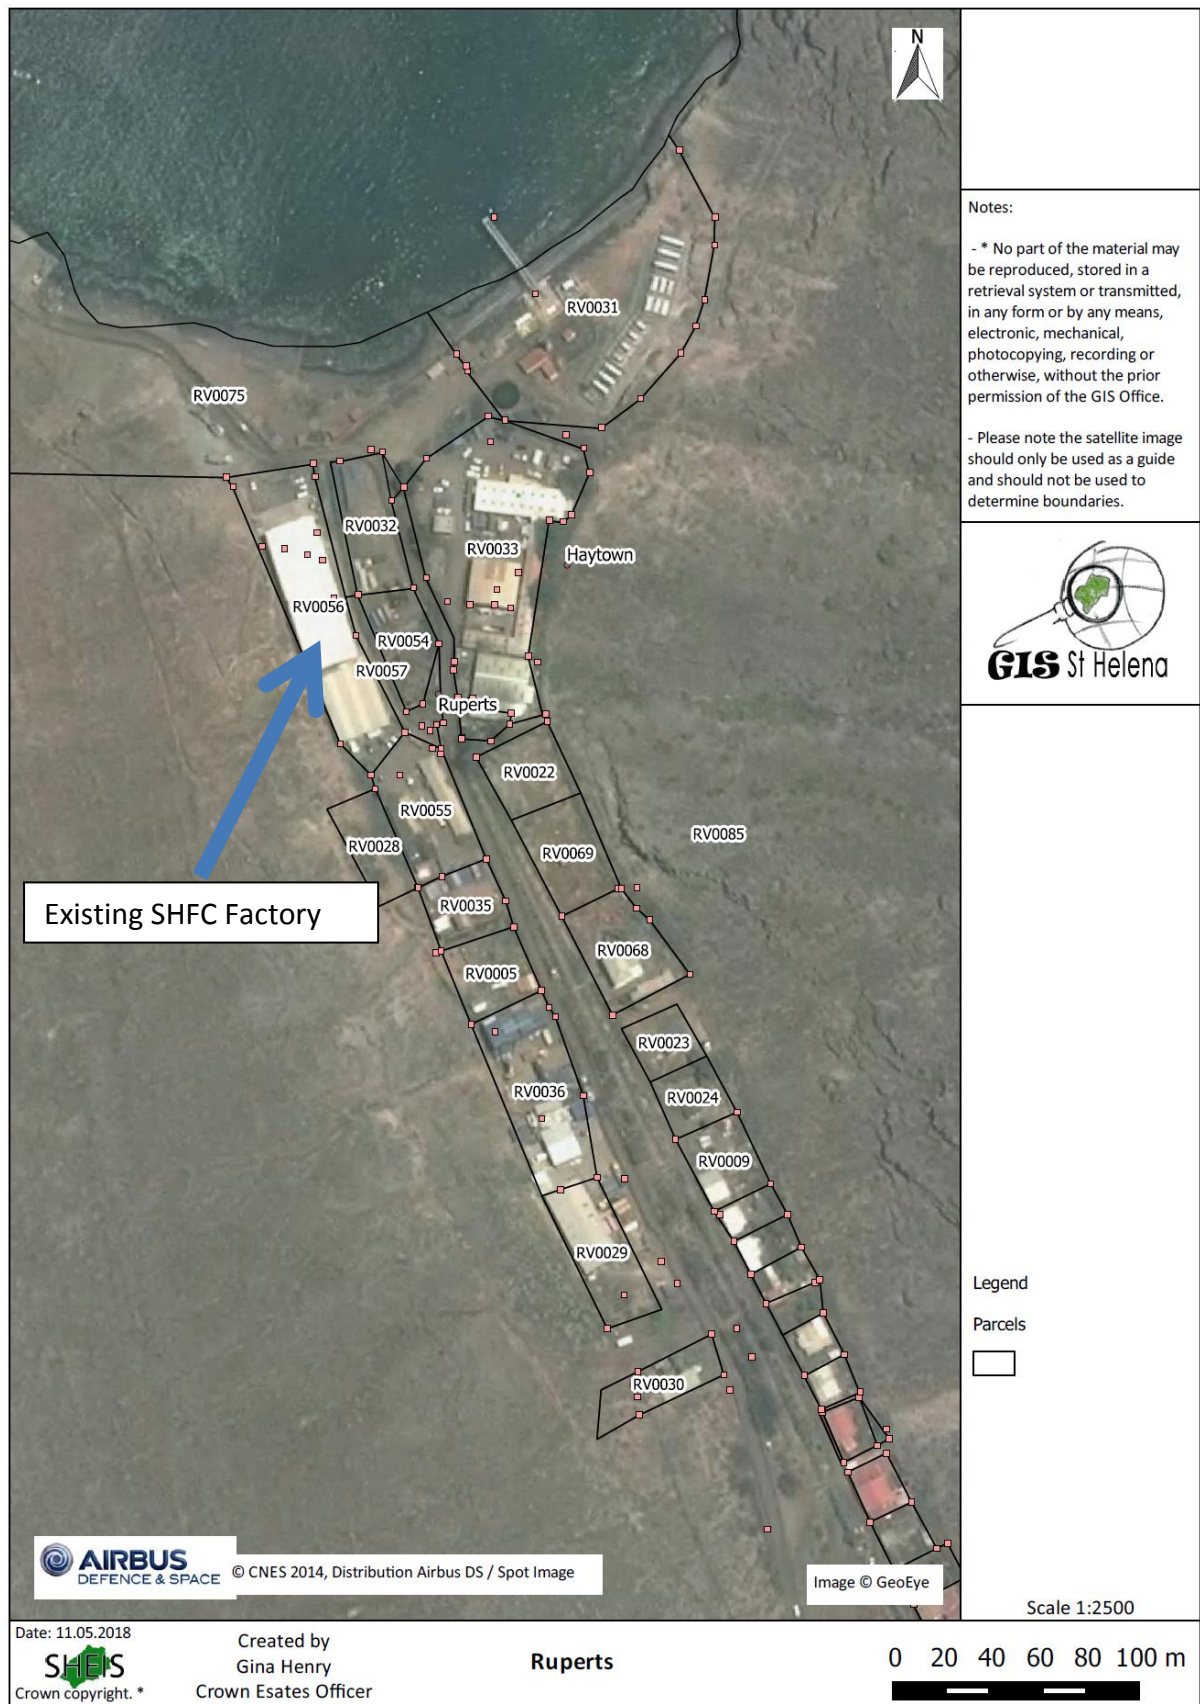 N
Notes:
- * No part of the material may
be reproduced, stored in a
retrieval system or transmitted,
in any form or by any means,
electronic, mechanical,
photocopying, recording or
otherwise, without the prior
permission of the GIS Office.
- Please note the satellite image
should only be used as a guide
and should not be used to
determine boundaries.
GIS St Helena
RV0031
RV0075
RV0032
RV0033
Haytown
RV0056
RV0054
RV0057
Ruperts
RV0022
RV0055
RV0085
RV0028
RV0069
Existing SHFC Factory
RV0035
RV0068
RV0005
RV0023
RV0036
RV0024
RV0009
RV0029
RV0030
Legend
Parcels
AIRBUS
DEFENCE & SPACE
© CNES 2014, Distribution Airbus DS / Spot Image
Image © GeoEye
Scale 1:2500
Date: 11.05.2018
SHEIS
Crown copyright. *
Created by
Gina Henry
Crown Esates Officer
Ruperts
0 20 40 60 80 100 m